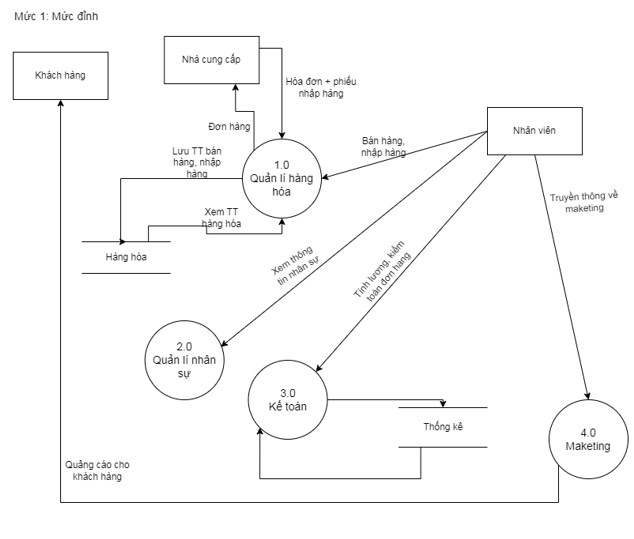 Mức 1: Mức đỉnh
Khách hàng
Nhà cung cấp
Hóa đơn + phiếu
nhập hàng
Nhân viên
Đơn hàng
Bán hàng,
nhập hàng
Lưu TT bán
hàng, nhập
hàng
1.0
Quản lí hàng
hóa
Truyền thông về
maketing
Xem TT
hàng hóa
Hàng hòa
Xem thông
tin nhân sự
Tính lương, kiểm
toán đơn hang
2.0
Quản lí nhân
sự
3.0
Kế toán
Thống kê
4.0
Maketing
Quảng cáo cho
khách hàng